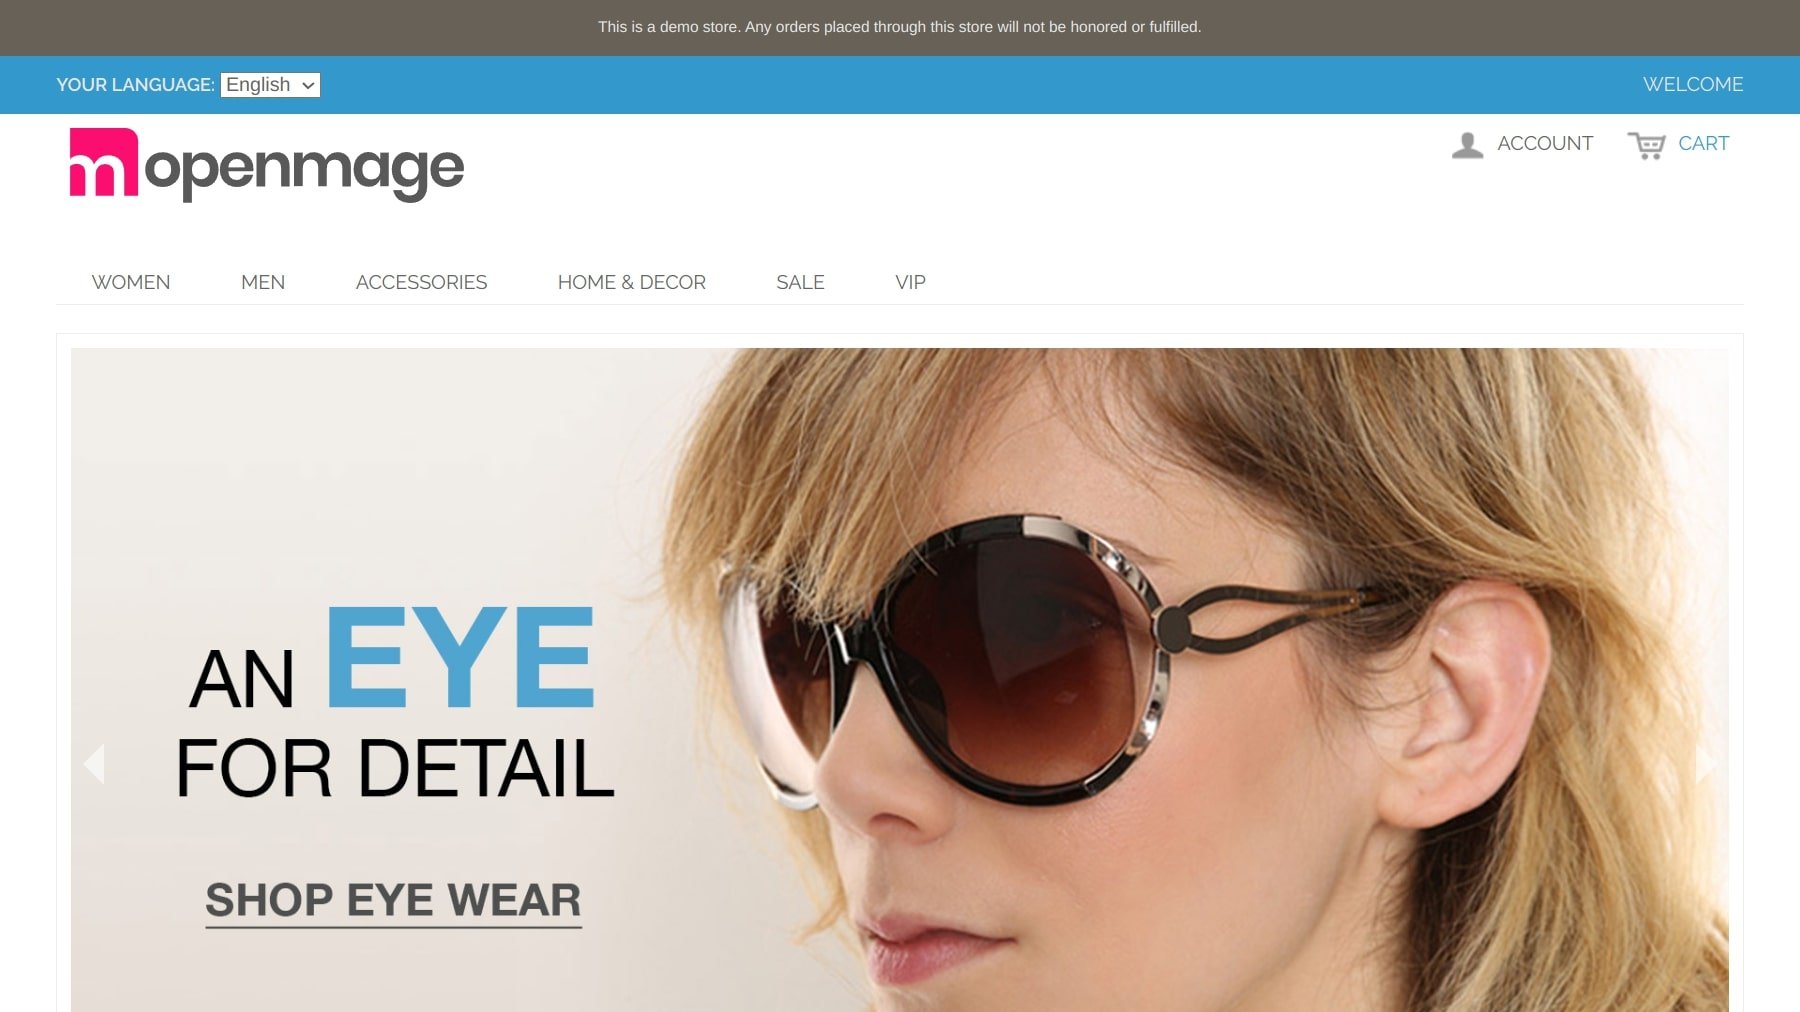 This is a demo store. Any orders placed through this store will not be honored or fulfilled.
YOUR LANGUAGE: English
WELCOME
m openmage
ACCOUNT
CART
WOMEN MEN ACCESSORIES HOME & DECOR SALE VIP
AN EYE
FOR DETAIL
SHOP EYE WEAR